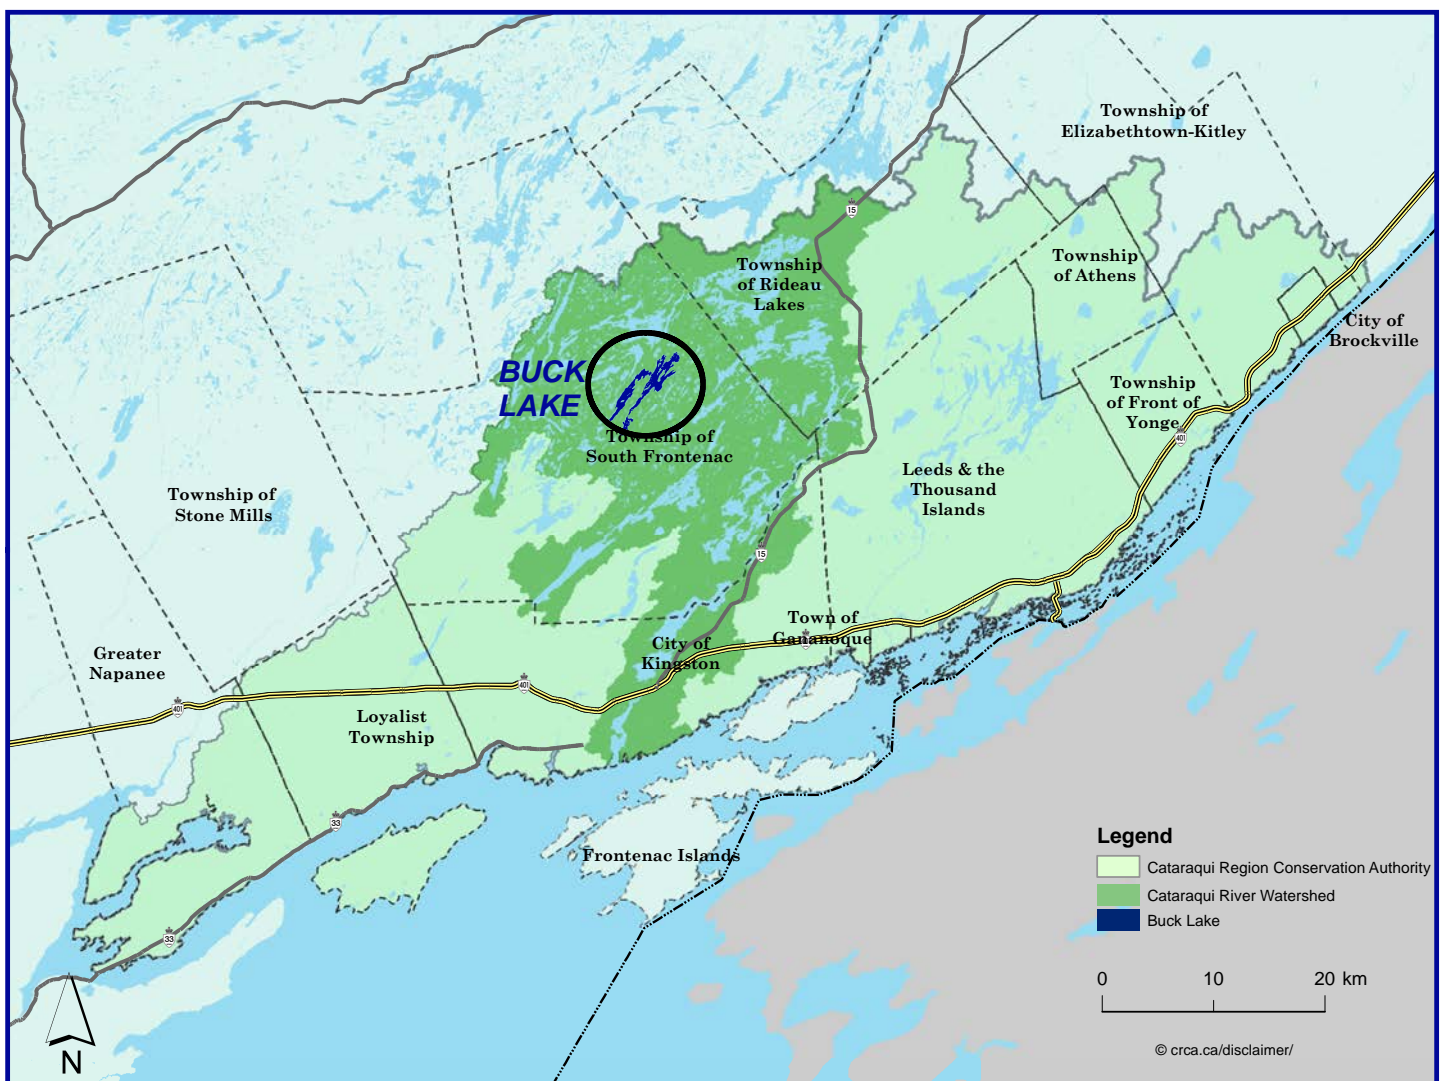 Township of
Elizabethtown-Kitley
15
Township
of Rideau
Lakes
Township
of Athens
City of
Brockville
BUCK
LAKE
Township of
South Frontenac
Township
of Front of
Yonge
401
Leeds & the
Thousand
Islands
Township of
Stone Mills
15
Town of
Gananoque
City of
Kingston
Greater
Napanee
401
401
Loyalist
Township
33
Frontenac Islands
33
N
Legend
Cataraqui Region Conservation Authority
Cataraqui River Watershed
Buck Lake
0 10 20 km
© crca.ca/disclaimer/